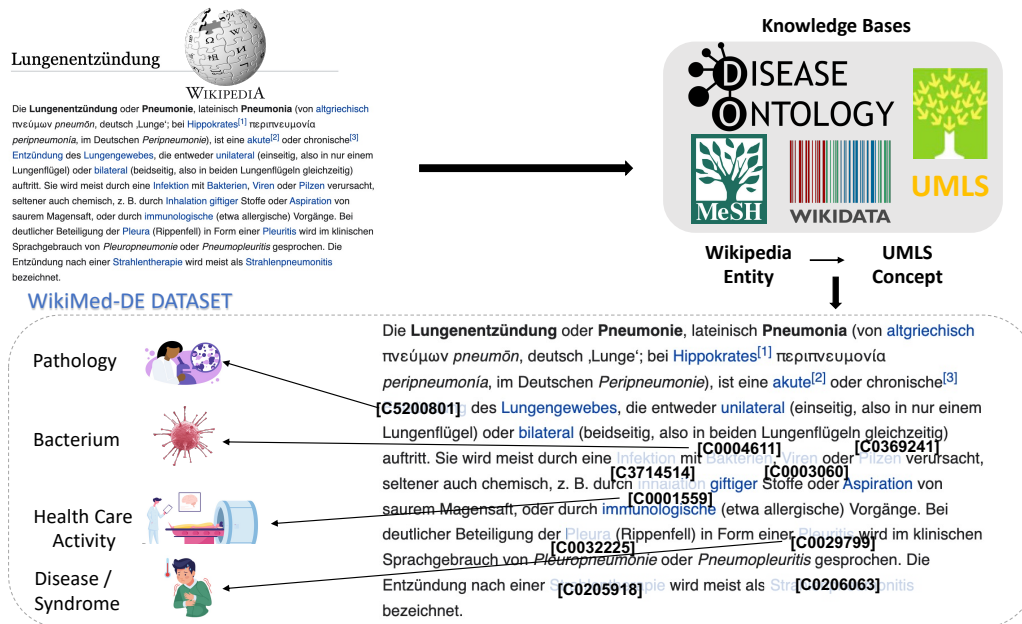 Lungenentzündung
WIKIPEDIA
Die Lungenentzündung oder Pneumonie, lateinisch Pneumonia (von altgriechisch
πνεύμων pneumōn, deutsch ‚Lunge'; bei Hippokrates[1] περιπνευμονία
peripneumonía, im Deutschen Peripneumonie), ist eine akute[2] oder chronische[3]
Entzündung des Lungengewebes, die entweder unilateral (einseitig, also in nur einem
Lungenflügel) oder bilateral (beidseitig, also in beiden Lungenflügeln gleichzeitig)
auftritt. Sie wird meist durch eine Infektion mit Bakterien, Viren oder Pilzen verursacht,
seltener auch chemisch, z. B. durch Inhalation giftiger Stoffe oder Aspiration von
saurem Magensaft, oder durch immunologische (etwa allergische) Vorgänge. Bei
deutlicher Beteiligung der Pleura (Rippenfell) in Form einer Pleuritis wird im klinischen
Sprachgebrauch von Pleuropneumonie oder Pneumopleuritis gesprochen. Die
Entzündung nach einer Strahlentherapie wird meist als Strahlenpneumonitis
bezeichnet.
Knowledge Bases
DISEASE
ONTOLOGY
MeSH
WIKIDATA
UMLS
Wikipedia
Entity
UMLS
Concept
WikiMed-DE DATASET
Pathology
Bacterium
Health Care
Activity
Disease /
Syndrome
Die Lungenentzündung oder Pneumonie, lateinisch Pneumonia (von altgriechisch
πνεύμων pneumōn, deutsch ‚Lunge'; bei Hippokrates[1] περιπνευμονία
peripneumonía, im Deutschen Peripneumonie), ist eine akute[2] oder chronische[3]
[C5200801] des Lungengewebes, die entweder unilateral (einseitig, also in nur einem
Lungenflügel) oder bilateral (beidseitig, also in beiden Lungenflügeln gleichzeitig)
[C0004611] [C0369241]
auftritt. Sie wird meist durch eine Infektion mit Bakterien, Viren oder Pilzen verursacht,
[C3714514] [C0003060]
seltener auch chemisch, z. B. durch Inhalation giftiger Stoffe oder Aspiration von
[C0001559]
saurem Magensaft, oder durch immunologische (etwa allergische) Vorgänge. Bei
deutlicher Beteiligung der Pleura (Rippenfell) in Form einer Pleuritis wird im klinischen
[C0032225] [C0029799]
Sprachgebrauch von Pleuropneumonie oder Pneumopleuritis gesprochen. Die
Entzündung nach einer Strahlentherapie wird meist als Strahlenpneumonitis
[C0205918] [C0206063]
bezeichnet.